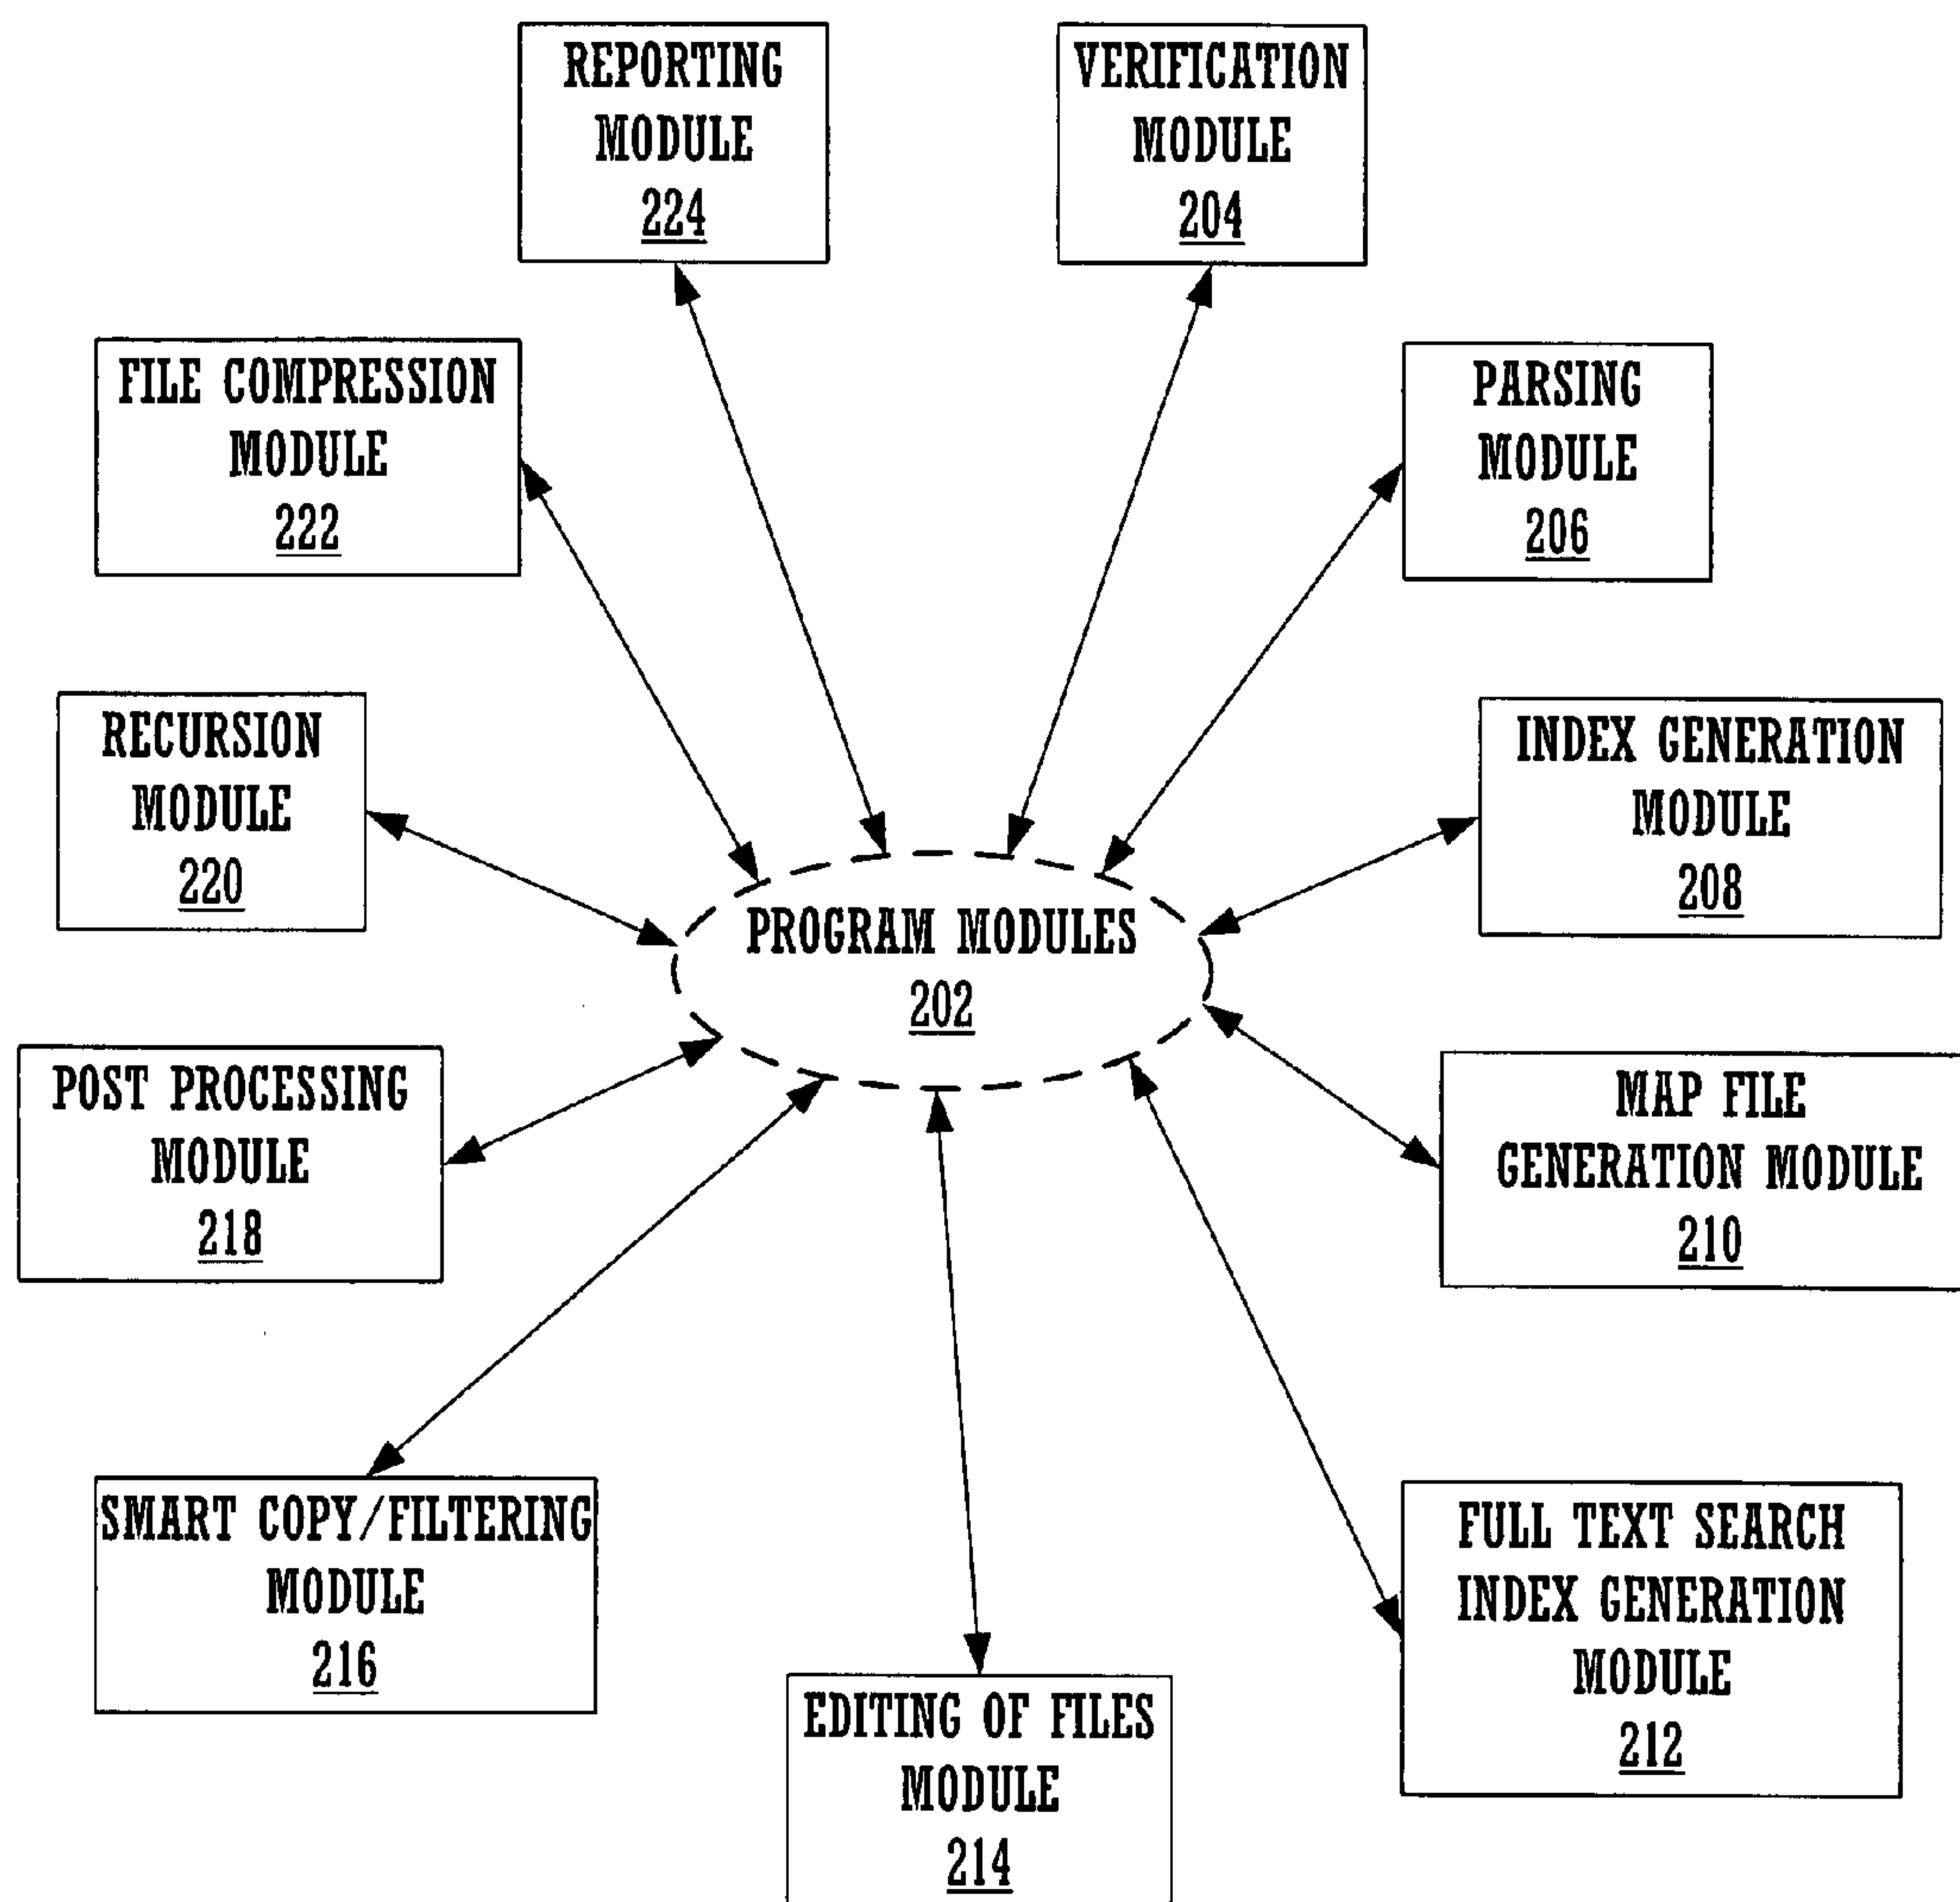 REPORTING
MODULE
224
VERIFICATION
MODULE
204
FILE COMPRESSION
MODULE
222
PARSING
MODULE
206
RECURSION
MODULE
220
INDEX GENERATION
MODULE
208
PROGRAM MODULES
202
POST PROCESSING
MODULE
218
MAP FILE
GENERATION MODULE
210
SMART COPY/FILTERING
MODULE
216
FULL TEXT SEARCH
INDEX GENERATION
MODULE
212
EDITING OF FILES
MODULE
214